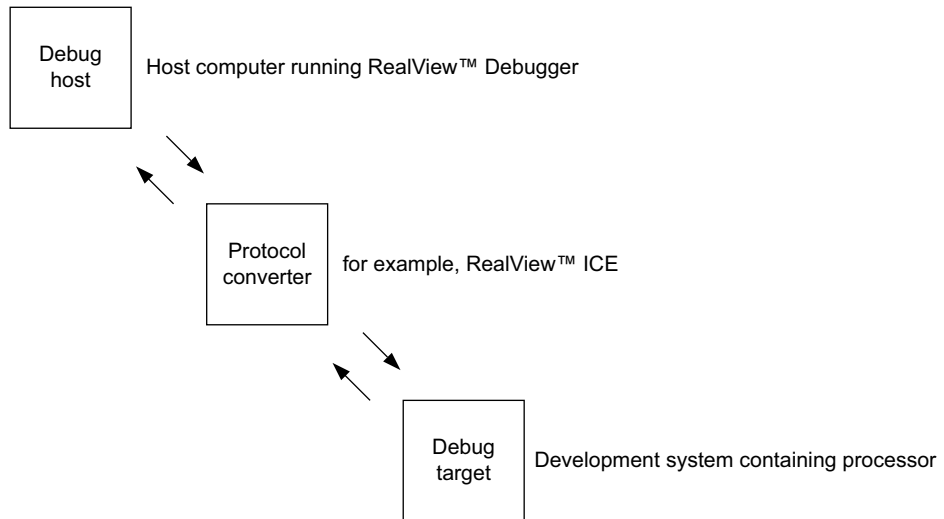 Debug
host
Host computer running RealView™ Debugger
Protocol
converter
for example, RealView™ ICE
Debug
target
Development system containing processor